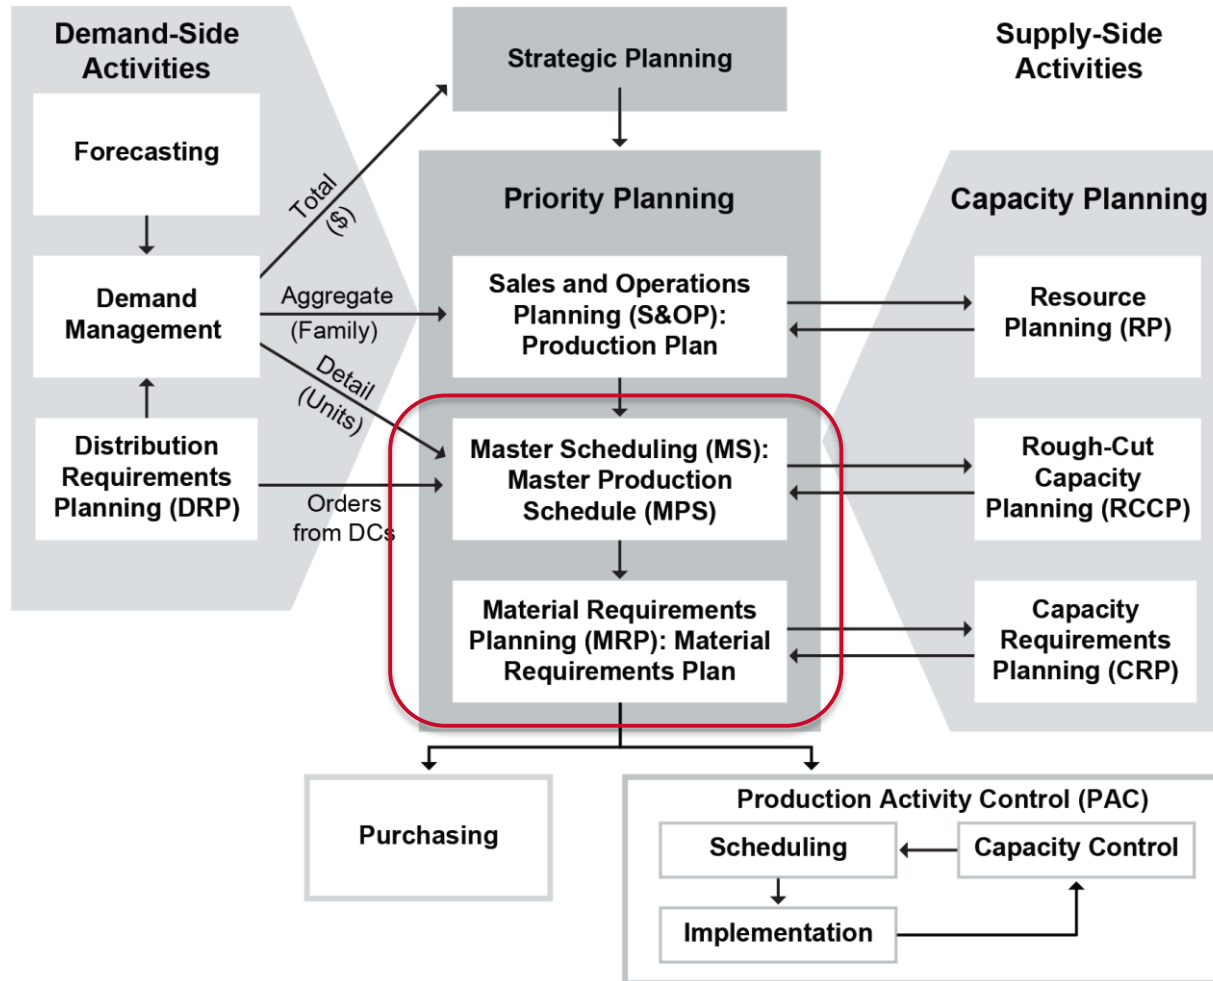 Demand-Side
Activities
Forecasting
Demand
Management
Distribution
Requirements
Planning (DRP)
Total
($)
Aggregate
(Family)
Detail
(Units)
Orders
from DCs
Strategic Planning
Priority Planning
Sales and Operations
Planning (S&OP):
Production Plan
Master Scheduling (MS):
Master Production
Schedule (MPS)
Material Requirements
Planning (MRP): Material
Requirements Plan
Supply-Side
Activities
Capacity Planning
Resource
Planning (RP)
Rough-Cut
Capacity
Planning (RCCP)
Capacity
Requirements
Planning (CRP)
Purchasing
Production Activity Control (PAC)
Scheduling
Capacity Control
Implementation